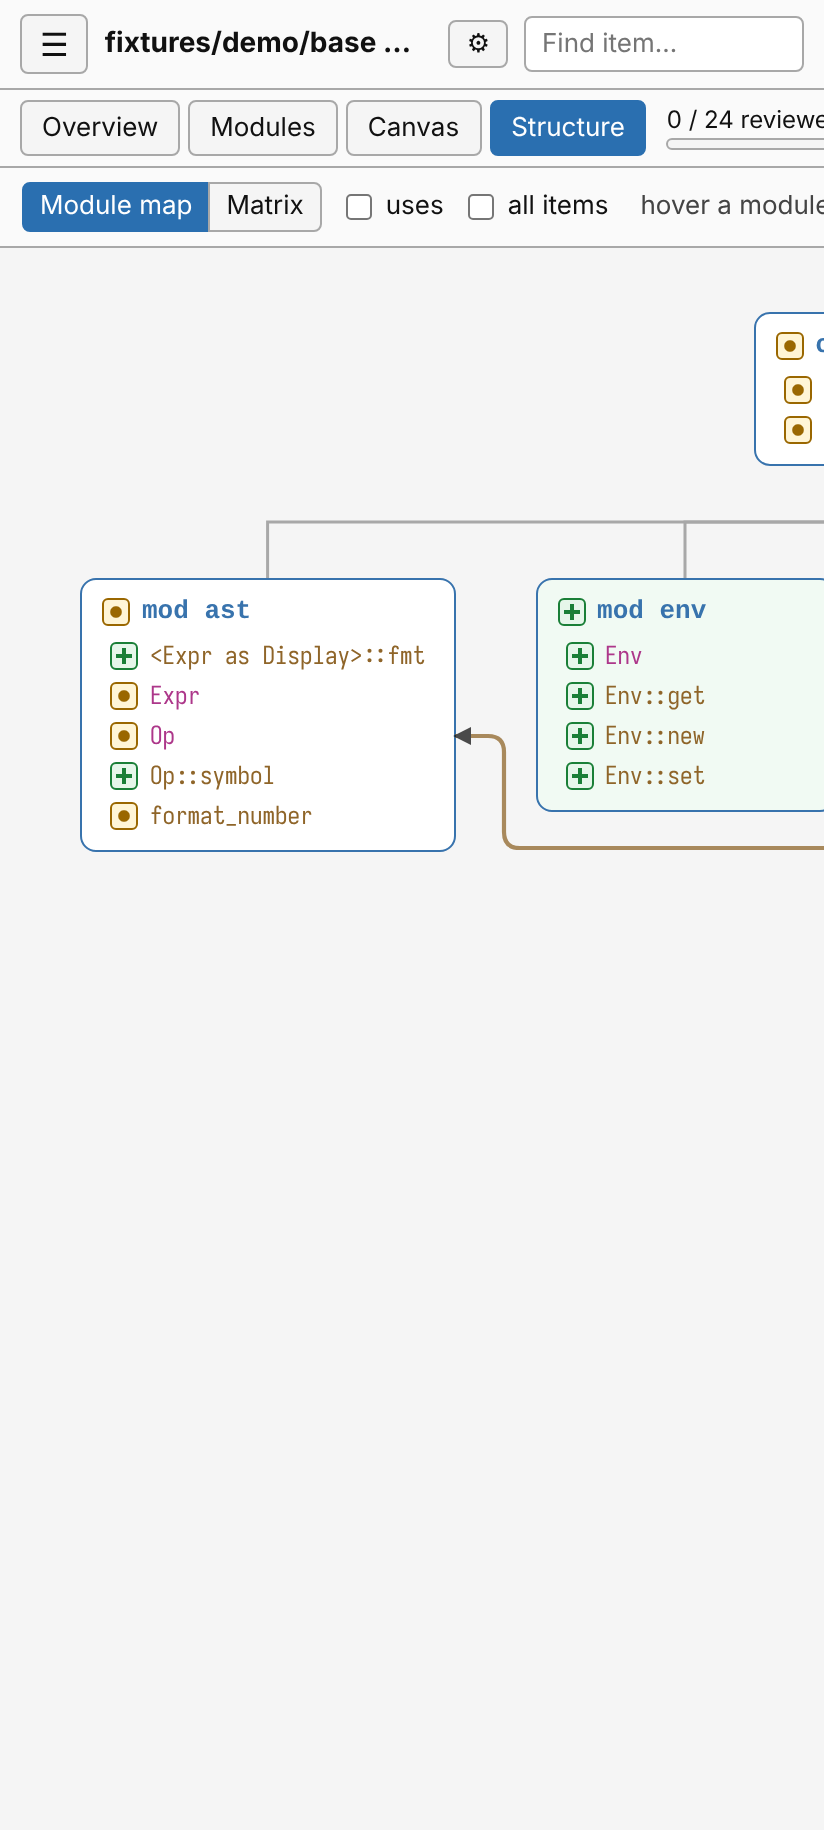 ☰ fixtures/demo/base ... ⚙ Find item...
Overview Modules Canvas Structure 0 / 24 reviewe
Module map Matrix uses all items hover a module
mod ast
<Expr as Display>::fmt
Expr
Op
Op::symbol
format_number
mod env
Env
Env::get
Env::new
Env::set